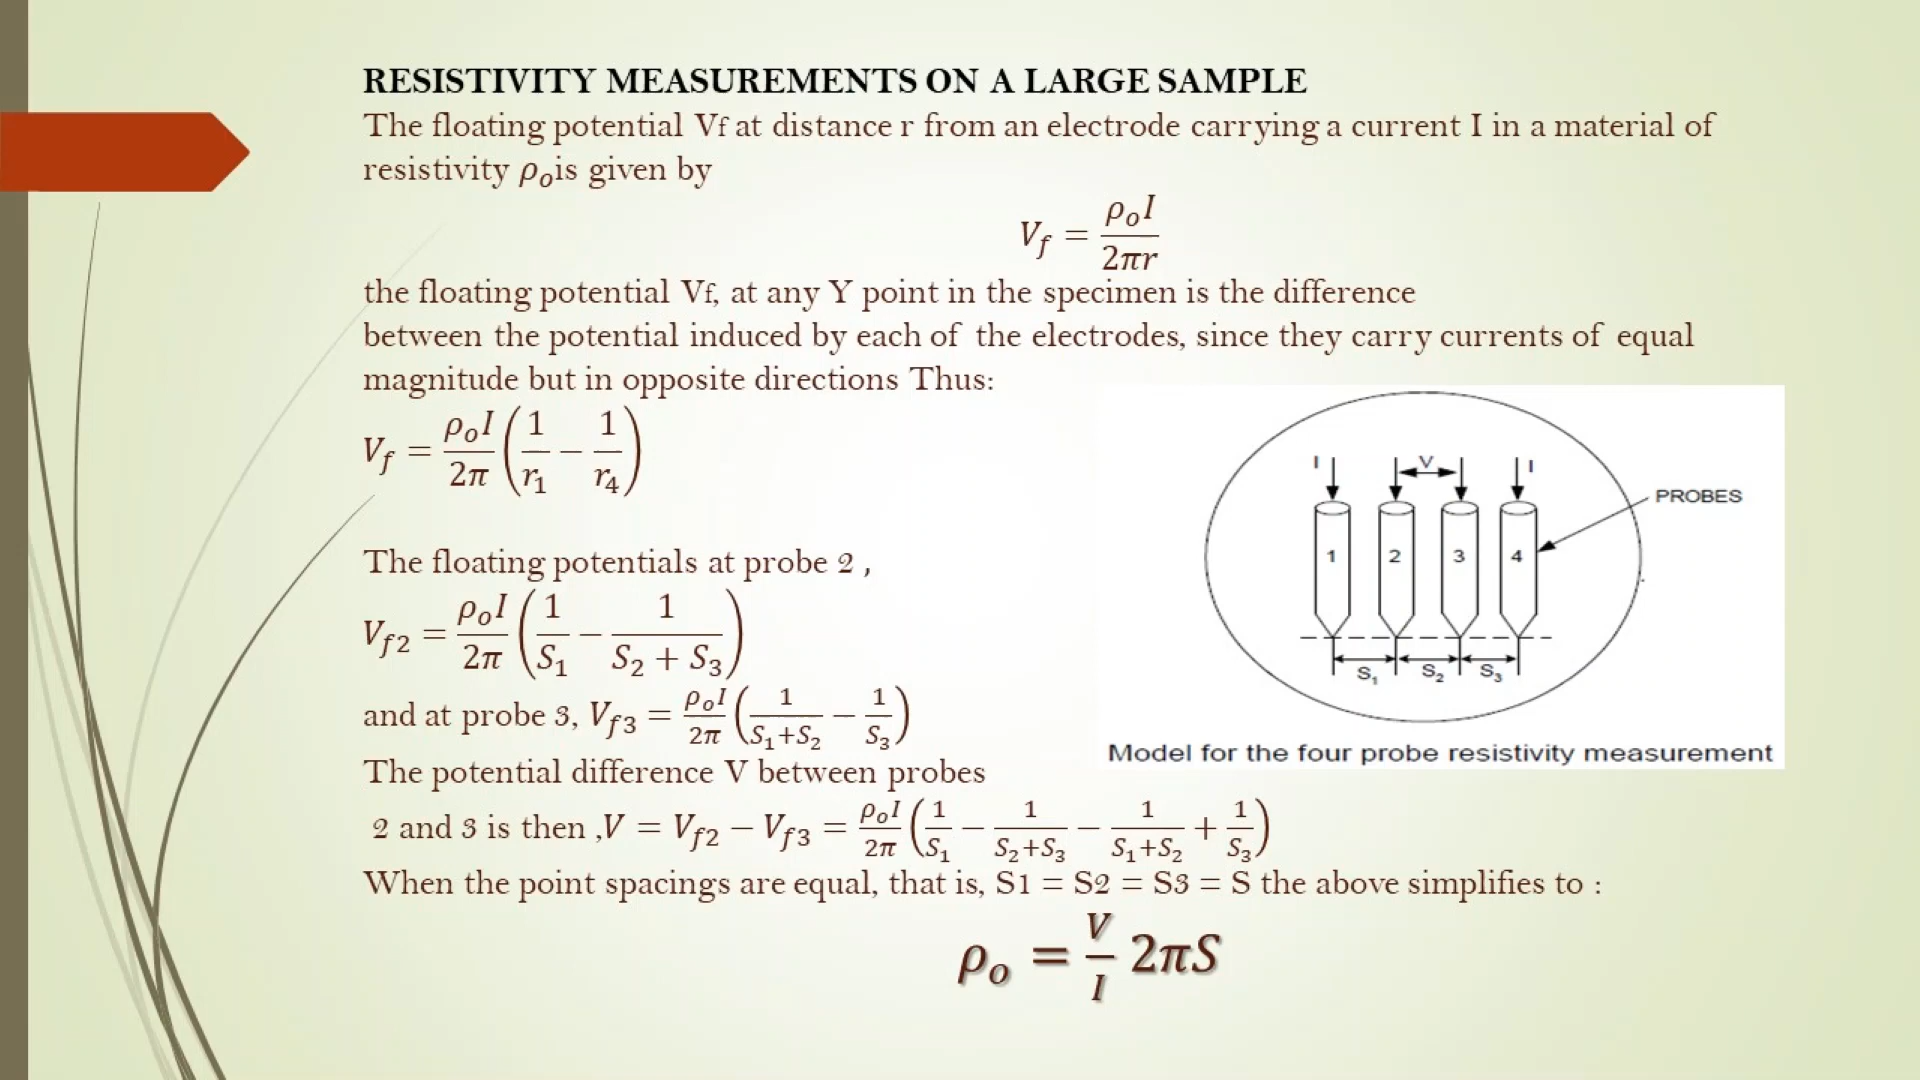 RESISTIVITY MEASUREMENTS ON A LARGE SAMPLE
The floating potential Vf at distance r from an electrode carrying a current I in a material of
resistivity ρₒis given by
V_f = ρₒI / 2πr
the floating potential Vf, at any Y point in the specimen is the difference
between the potential induced by each of the electrodes, since they carry currents of equal
magnitude but in opposite directions Thus:
V_f = ρₒI / 2π (1/r₁ − 1/r₄)
The floating potentials at probe 2 ,
V_f2 = ρₒI / 2π (1/S₁ − 1/(S₂ + S₃))
and at probe 3, V_f3 = ρₒI / 2π (1/(S₁+S₂) − 1/S₃)
The potential difference V between probes
2 and 3 is then ,V = V_f2 − V_f3 = ρₒI / 2π (1/S₁ − 1/(S₂+S₃) − 1/(S₁+S₂) + 1/S₃)
When the point spacings are equal, that is, S1 = S2 = S3 = S the above simplifies to :
ρₒ = V/I 2πS
I V I
PROBES
1 2 3 4
S₁ S₂ S₃
Model for the four probe resistivity measurement